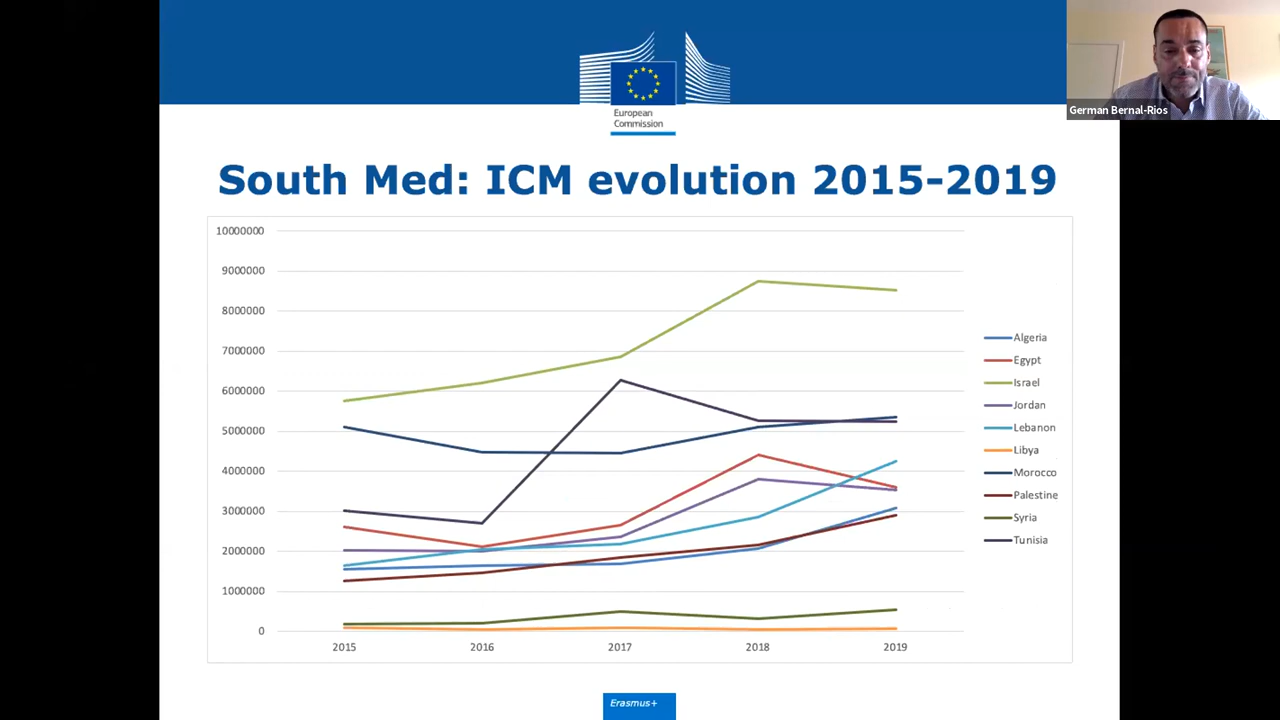 German Bernal-Rios
European
Commission
South Med: ICM evolution 2015-2019
10000000
9000000
8000000
7000000
6000000
5000000
4000000
3000000
2000000
1000000
0
2015 2016 2017 2018 2019
Algeria
Egypt
Israel
Jordan
Lebanon
Libya
Morocco
Palestine
Syria
Tunisia
Erasmus+